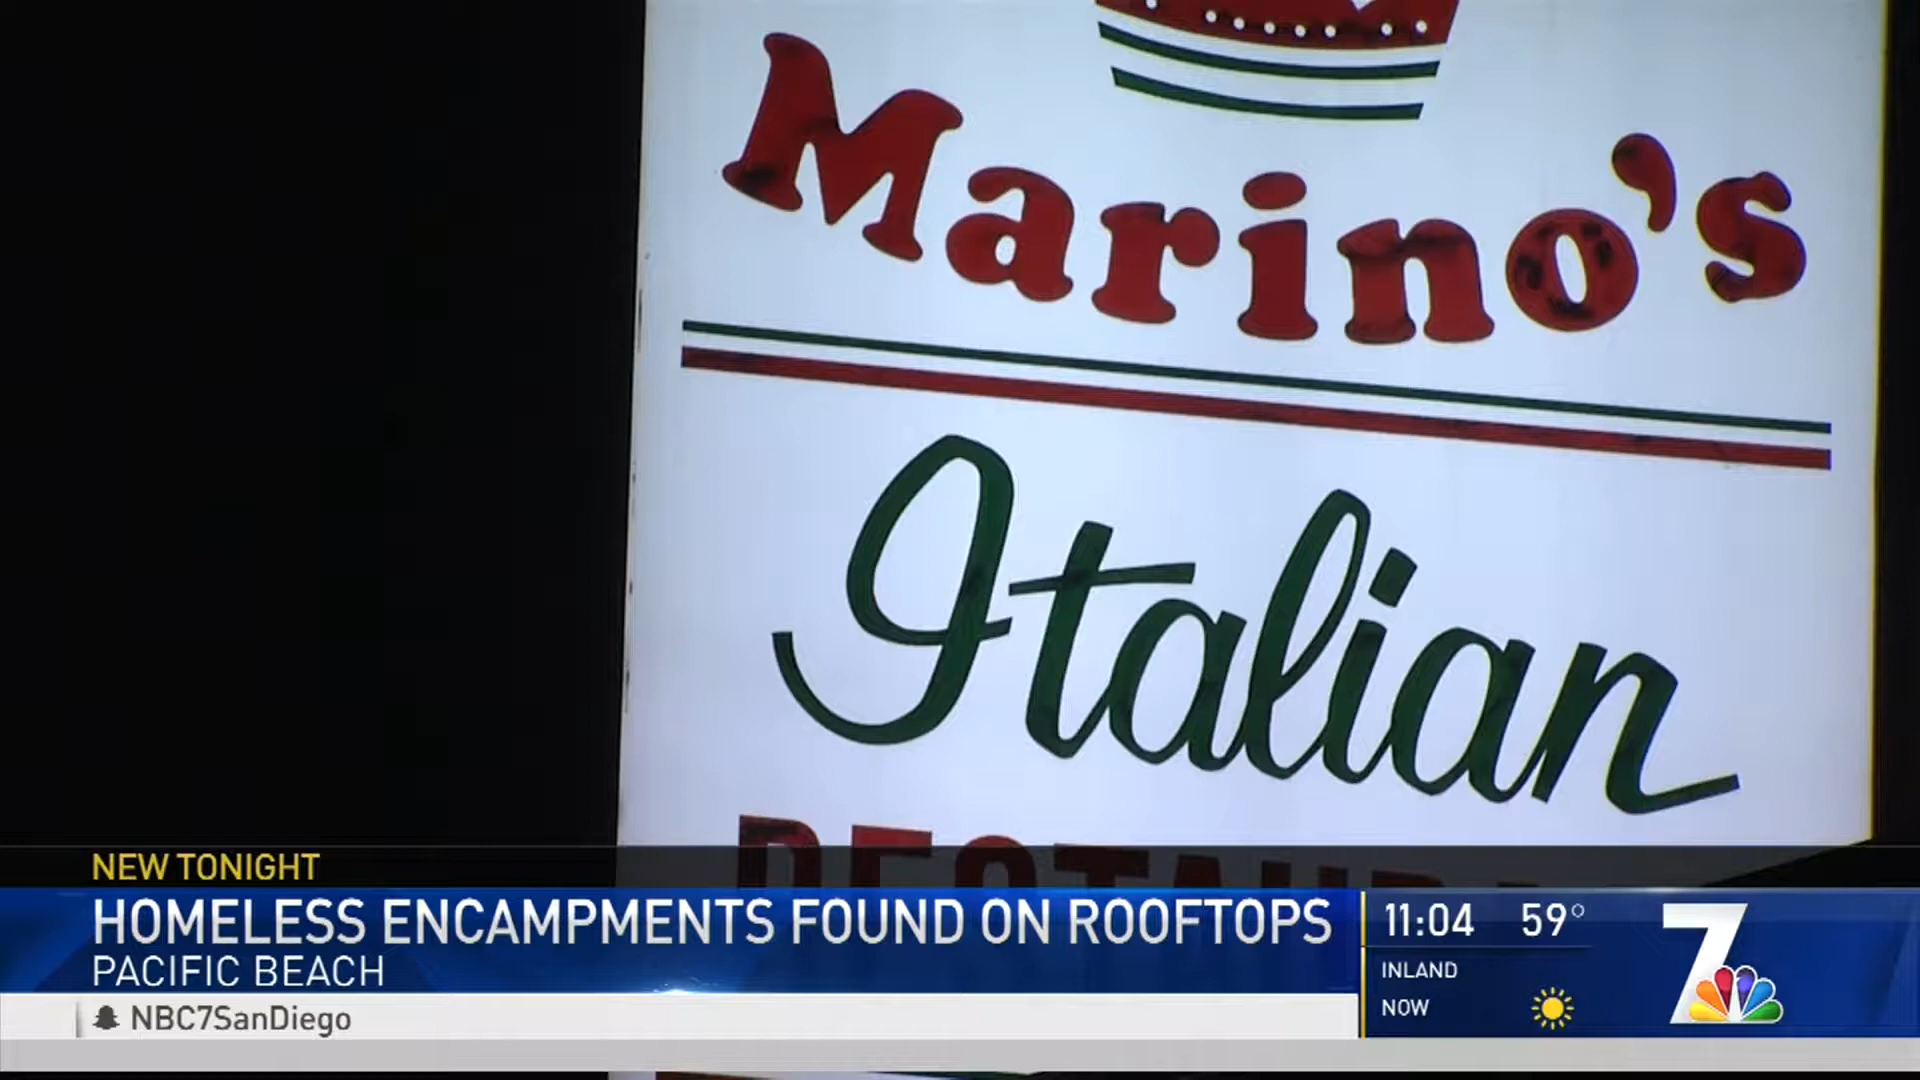 Marino's
Italian
NEW TONIGHT
HOMELESS ENCAMPMENTS FOUND ON ROOFTOPS
PACIFIC BEACH
NBC7SanDiego
11:04 59°
INLAND
NOW
7